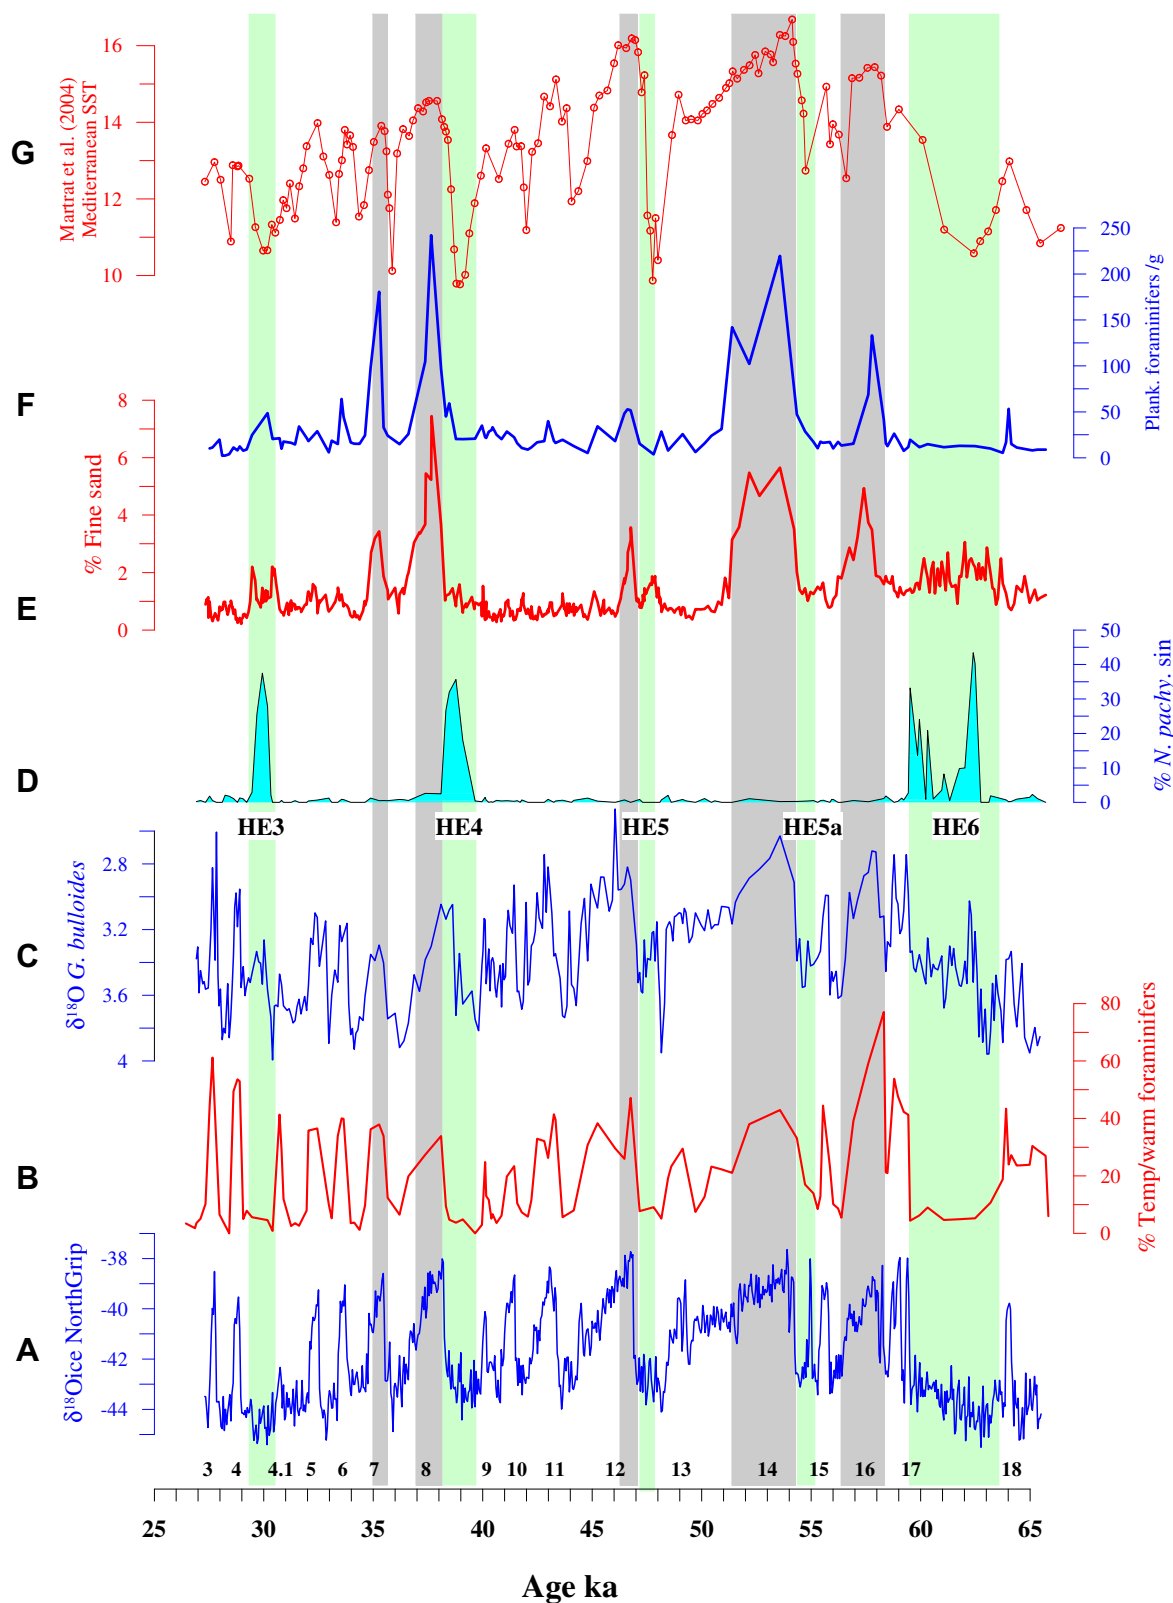 G
Martrat et al. (2004)
Mediterranean SST
16
14
12
10
250
200
150
100
50
0
Plank. foraminifers /g
F
8
6
4
2
0
% Fine sand
E
50
40
30
20
10
0
% N. pachy. sin
D
HE3 HE4 HE5 HE5a HE6
2.8
3.2
3.6
4
δ¹⁸O G. bulloides
C
80
60
40
20
0
% Temp/warm foraminifers
B
-38
-40
-42
-44
δ¹⁸Oice NorthGrip
A
3 4 4.1 5 6 7 8 9 10 11 12 13 14 15 16 17 18
25 30 35 40 45 50 55 60 65
Age ka